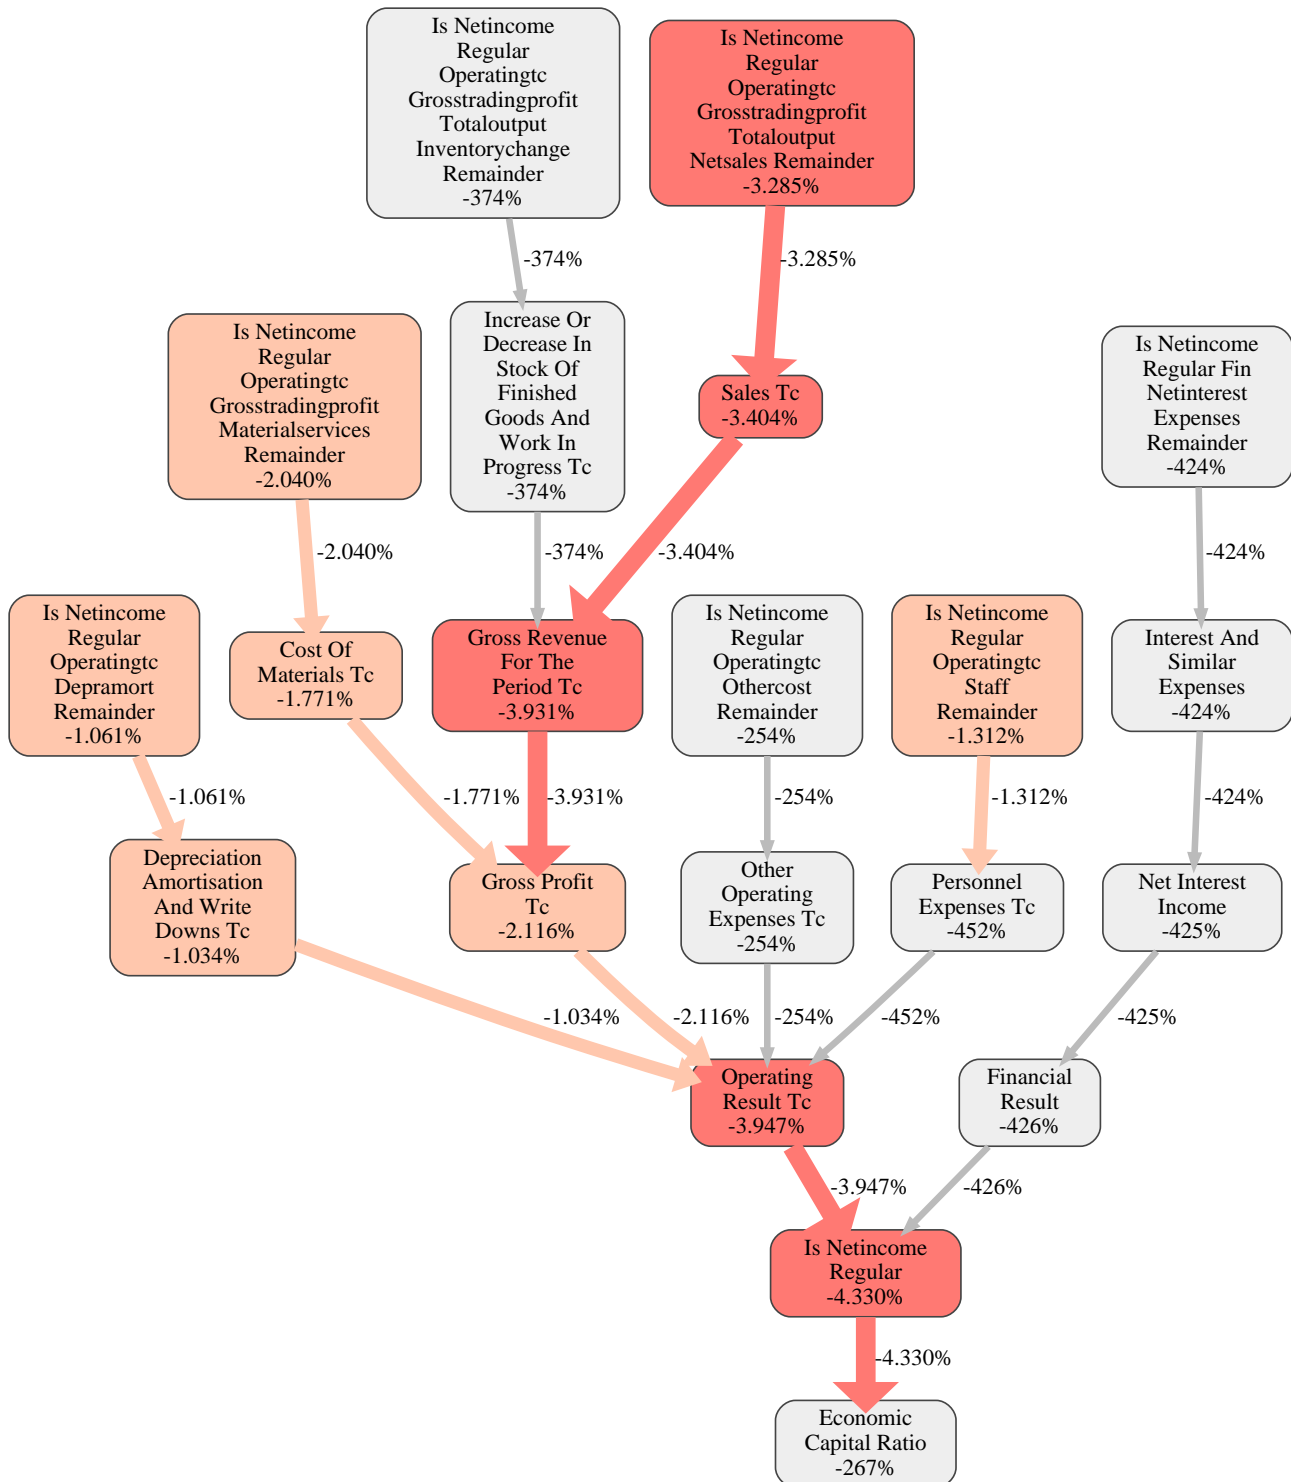 Is Netincome
Regular
Operatingtc
Grosstradingprofit
Totaloutput
Inventorychange
Remainder
-374%
Is Netincome
Regular
Operatingtc
Grosstradingprofit
Totaloutput
Netsales Remainder
-3.285%
-374%
-3.285%
Is Netincome
Regular
Operatingtc
Grosstradingprofit
Materialservices
Remainder
-2.040%
Increase Or
Decrease In
Stock Of
Finished
Goods And
Work In
Progress Tc
-374%
Sales Tc
-3.404%
Is Netincome
Regular Fin
Netinterest
Expenses
Remainder
-424%
-2.040%
-374%
-3.404%
-424%
Is Netincome
Regular
Operatingtc
Depramort
Remainder
-1.061%
Cost Of
Materials Tc
-1.771%
Gross Revenue
For The
Period Tc
-3.931%
Is Netincome
Regular
Operatingtc
Othercost
Remainder
-254%
Is Netincome
Regular
Operatingtc
Staff
Remainder
-1.312%
Interest And
Similar
Expenses
-424%
-1.061%
-1.771%
-3.931%
-254%
-1.312%
-424%
Depreciation
Amortisation
And Write
Downs Tc
-1.034%
Gross Profit
Tc
-2.116%
Other
Operating
Expenses Tc
-254%
Personnel
Expenses Tc
-452%
Net Interest
Income
-425%
-1.034%
-2.116%
-254%
-452%
-425%
Operating
Result Tc
-3.947%
Financial
Result
-426%
-3.947%
-426%
Is Netincome
Regular
-4.330%
-4.330%
Economic
Capital Ratio
-267%